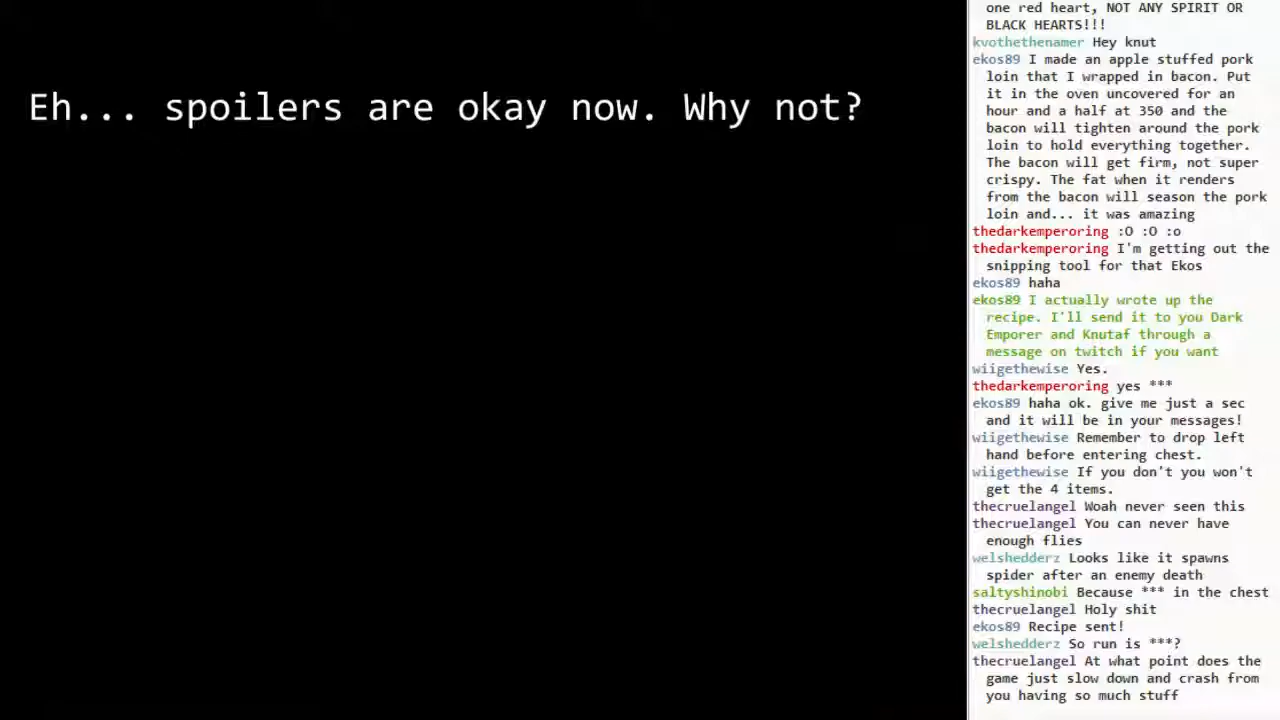 Eh... spoilers are okay now. Why not?
one red heart, NOT ANY SPIRIT OR
BLACK HEARTS!!!
kvothethenamer Hey knut
ekos89 I made an apple stuffed pork
loin that I wrapped in bacon. Put
it in the oven uncovered for an
hour and a half at 350 and the
bacon will tighten around the pork
loin to hold everything together.
The bacon will get firm, not super
crispy. The fat when it renders
from the bacon will season the pork
loin and... it was amazing
thedarkemperoring :O :O :o
thedarkemperoring I'm getting out the
snipping tool for that Ekos
ekos89 haha
ekos89 I actually wrote up the
recipe. I'll send it to you Dark
Emporer and Knutaf through a
message on twitch if you want
wiigethewise Yes.
thedarkemperoring yes ***
ekos89 haha ok. give me just a sec
and it will be in your messages!
wiigethewise Remember to drop left
hand before entering chest.
wiigethewise If you don't you won't
get the 4 items.
thecruelangel Woah never seen this
thecruelangel You can never have
enough flies
welshedderz Looks like it spawns
spider after an enemy death
saltyshinobi Because *** in the chest
thecruelangel Holy shit
ekos89 Recipe sent!
welshedderz So run is ***?
thecruelangel At what point does the
game just slow down and crash from
you having so much stuff